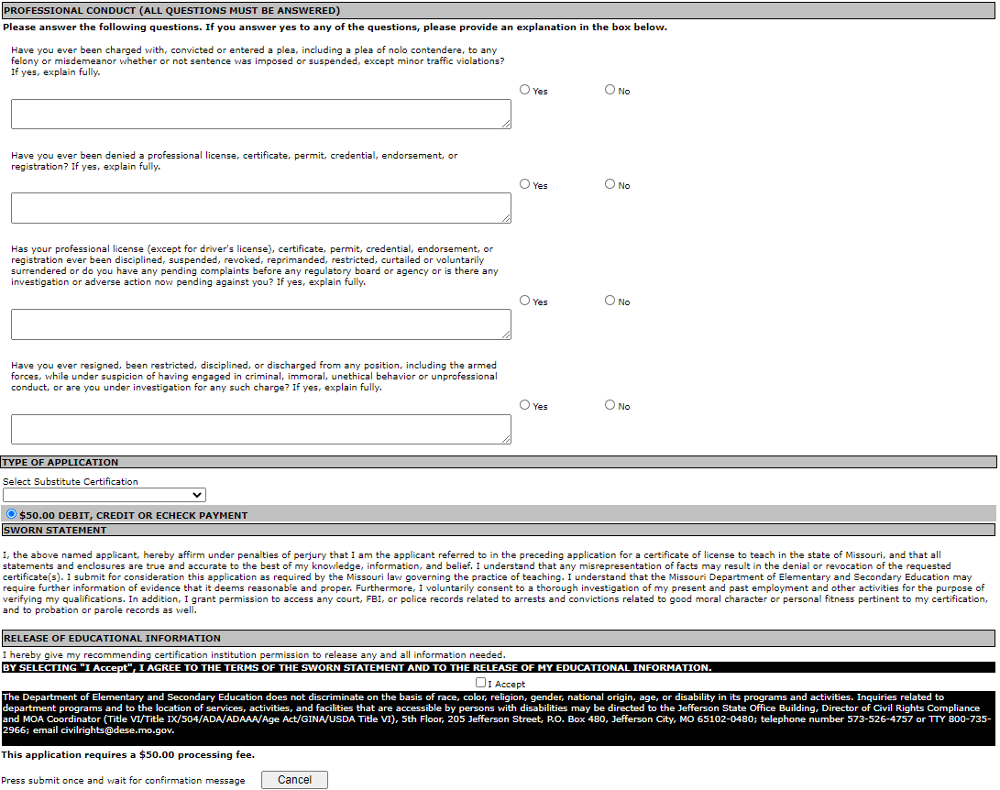 PROFESSIONAL CONDUCT (ALL QUESTIONS MUST BE ANSWERED)
Please answer the following questions. If you answer yes to any of the questions, please provide an explanation in the box below.
Have you ever been charged with, convicted or entered a plea, including a plea of nolo contendere, to any
felony or misdemeanor whether or not sentence was imposed or suspended, except minor traffic violations?
If yes, explain fully.
Yes No
Have you ever been denied a professional license, certificate, permit, credential, endorsement, or
registration? If yes, explain fully.
Yes No
Has your professional license (except for driver's license), certificate, permit, credential, endorsement, or
registration ever been disciplined, suspended, revoked, reprimanded, restricted, curtailed or voluntarily
surrendered or do you have any pending complaints before any regulatory board or agency or is there any
investigation or adverse action now pending against you? If yes, explain fully.
Yes No
Have you ever resigned, been restricted, disciplined, or discharged from any position, including the armed
forces, while under suspicion of having engaged in criminal, immoral, unethical behavior or unprofessional
conduct, or are you under investigation for any such charge? If yes, explain fully.
Yes No
TYPE OF APPLICATION
Select Substitute Certification
$50.00 DEBIT, CREDIT OR ECHECK PAYMENT
SWORN STATEMENT
I, the above named applicant, hereby affirm under penalties of perjury that I am the applicant referred to in the preceding application for a certificate of license to teach in the state of Missouri, and that all
statements and enclosures are true and accurate to the best of my knowledge, information, and belief. I understand that any misrepresentation of facts may result in the denial or revocation of the requested
certificate(s). I submit for consideration this application as required by the Missouri law governing the practice of teaching. I understand that the Missouri Department of Elementary and Secondary Education may
require further information of evidence that it deems reasonable and proper. Furthermore, I voluntarily consent to a thorough investigation of my present and past employment and other activities for the purpose of
verifying my qualifications. In addition, I grant permission to access any court, FBI, or police records related to arrests and convictions related to good moral character or personal fitness pertinent to my certification,
and to probation or parole records as well.
RELEASE OF EDUCATIONAL INFORMATION
I hereby give my recommending certification institution permission to release any and all information needed.
BY SELECTING "I Accept", I AGREE TO THE TERMS OF THE SWORN STATEMENT AND TO THE RELEASE OF MY EDUCATIONAL INFORMATION.
I Accept
The Department of Elementary and Secondary Education does not discriminate on the basis of race, color, religion, gender, national origin, age, or disability in its programs and activities. Inquiries related to
department programs and to the location of services, activities, and facilities that are accessible by persons with disabilities may be directed to the Jefferson State Office Building, Director of Civil Rights Compliance
and MOA Coordinator (Title VI/Title IX/504/ADA/ADAAA/Age Act/GINA/USDA Title VI), 5th Floor, 205 Jefferson Street, P.O. Box 480, Jefferson City, MO 65102-0480; telephone number 573-526-4757 or TTY 800-735-
2966; email civilrights@dese.mo.gov.
This application requires a $50.00 processing fee.
Press submit once and wait for confirmation message Cancel